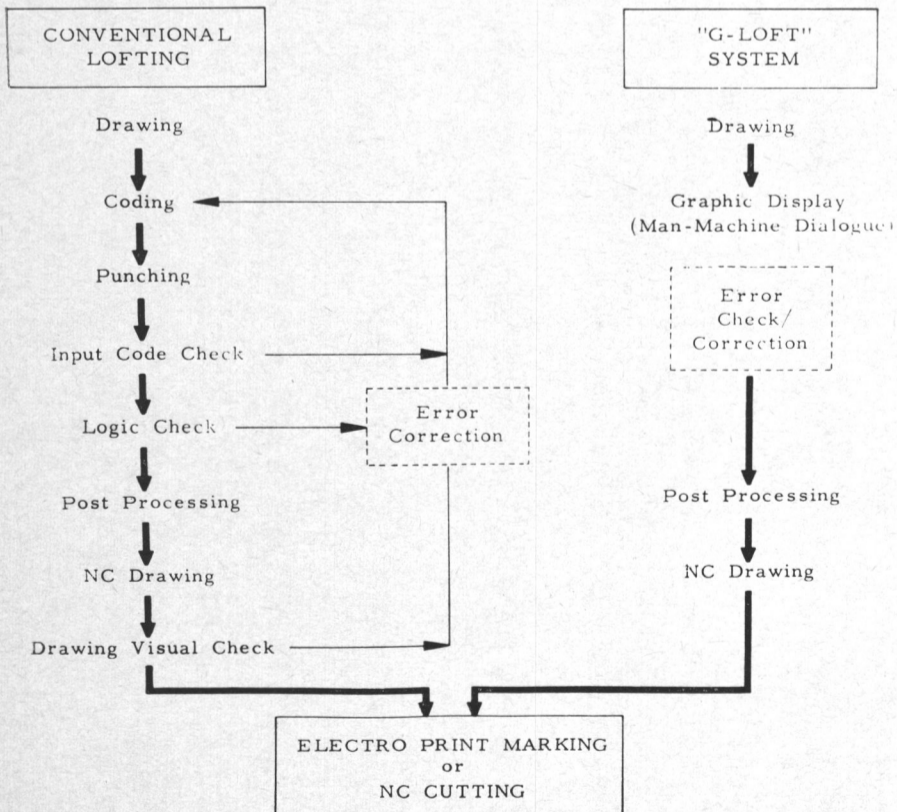 CONVENTIONAL
LOFTING
Drawing
Coding
Punching
Input Code Check
Logic Check
Post Processing
NC Drawing
Drawing Visual Check
Error
Correction
"G-LOFT"
SYSTEM
Drawing
Graphic Display
(Man-Machine Dialogue)
Error
Check/
Correction
Post Processing
NC Drawing
ELECTRO PRINT MARKING
or
NC CUTTING